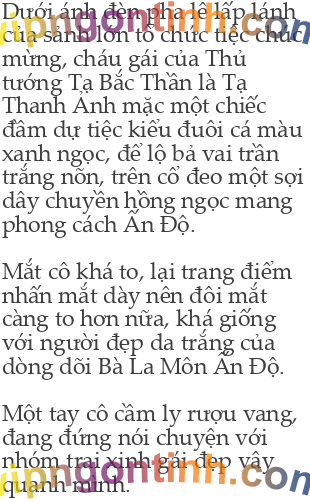 Dưới ánh đèn pha lê lấp lánh
của sảnh lớn tổ chức tiệc chúc
mừng, cháu gái của Thủ
tướng Tạ Bắc Thần là Tạ
Thanh Ảnh mặc một chiếc
đầm dự tiệc kiểu đuôi cá màu
xanh ngọc, để lộ bả vai trần
trắng nõn, trên cổ đeo một sợi
dây chuyền hồng ngọc mang
phong cách Ấn Độ.
Mắt cô khá to, lại trang điểm
nhấn mắt dày nên đôi mắt
càng to hơn nữa, khá giống
với người đẹp da trắng của
dòng dõi Bà La Môn Ấn Độ.
Một tay cô cầm ly rượu vang,
đang đứng nói chuyện với
nhóm trai xinh gái đẹp vây
quanh mình.